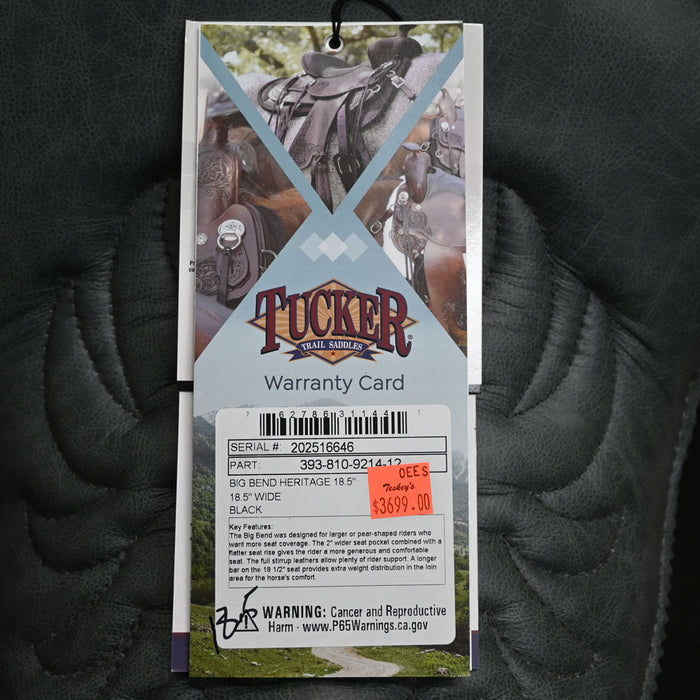 TUCKER®
TRAIL SADDLES
Warranty Card
7 62786 31144 1
SERIAL #: 202516646
PART: 393-810-9214-12
BIG BEND HERITAGE 18.5"
18.5" WIDE
BLACK
OEES
Teskey's
$3699.00
Key Features:
The Big Bend was designed for larger or pear-shaped riders who
want more seat coverage. The 2" wider seat pocket combined with a
flatter seat rise gives the rider a more generous and comfortable
seat. The full stirrup leathers allow plenty of rider support. A longer
bar on the 18 1/2" seat provides extra weight distribution in the loin
area for the horse's comfort.
WARNING: Cancer and Reproductive
Harm - www.P65Warnings.ca.gov